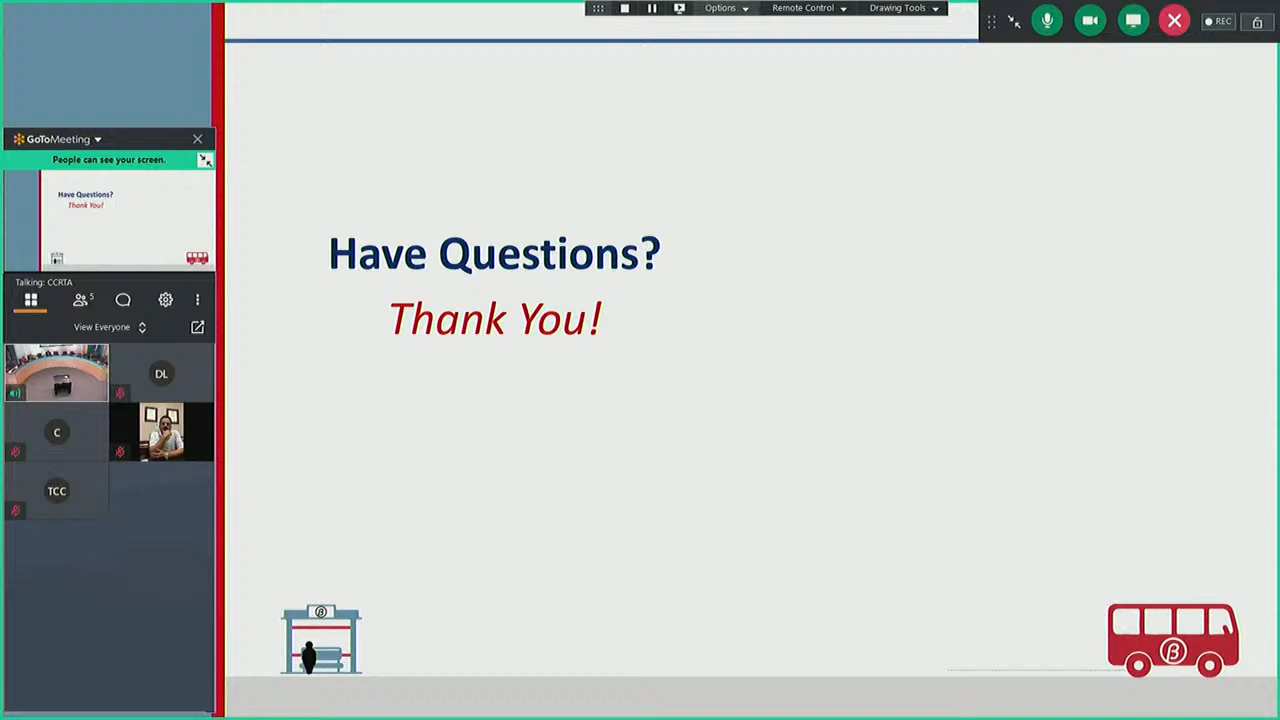 Options
Remote Control
Drawing Tools
REC
GoToMeeting
People can see your screen.
Have Questions?
Thank You!
Talking: CCRTA
5
View Everyone
DL
C
TCC
Have Questions?
Thank You!
β
β